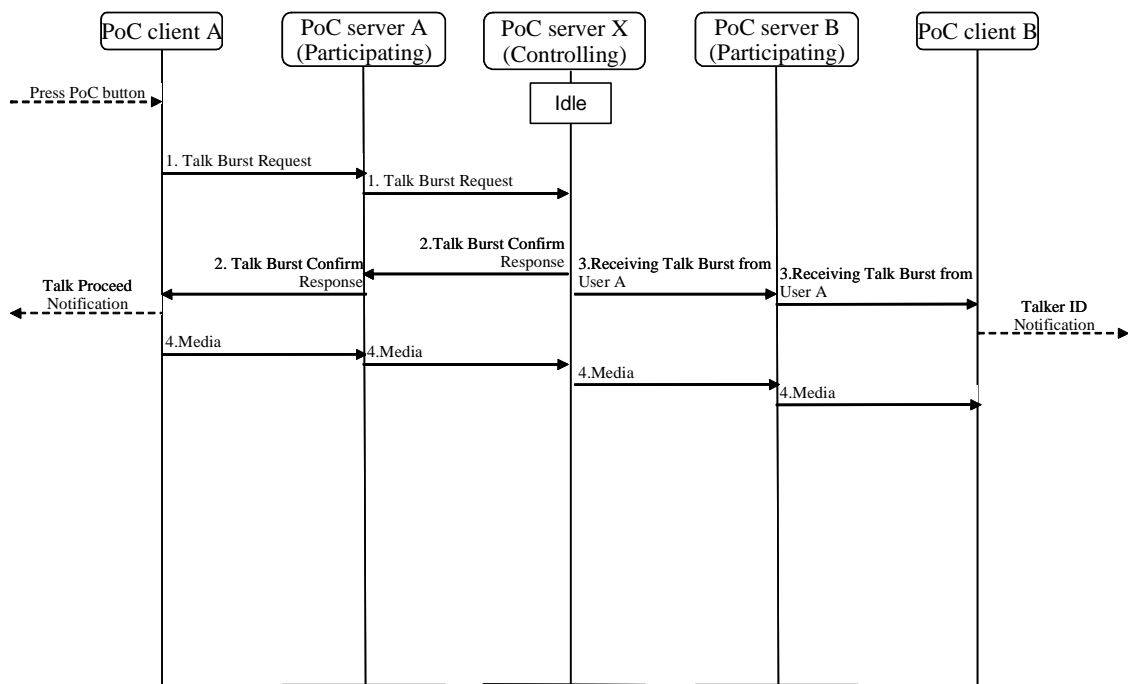 PoC client A
PoC server A
(Participating)
PoC server X
(Controlling)
PoC server B
(Participating)
PoC client B
Press PoC button
Idle
1. Talk Burst Request
1. Talk Burst Request
2.Talk Burst Confirm
Response
2. Talk Burst Confirm
Response
3.Receiving Talk Burst from
User A
3.Receiving Talk Burst from
User A
Talk Proceed
Notification
Talker ID
Notification
4.Media
4.Media
4.Media
4.Media